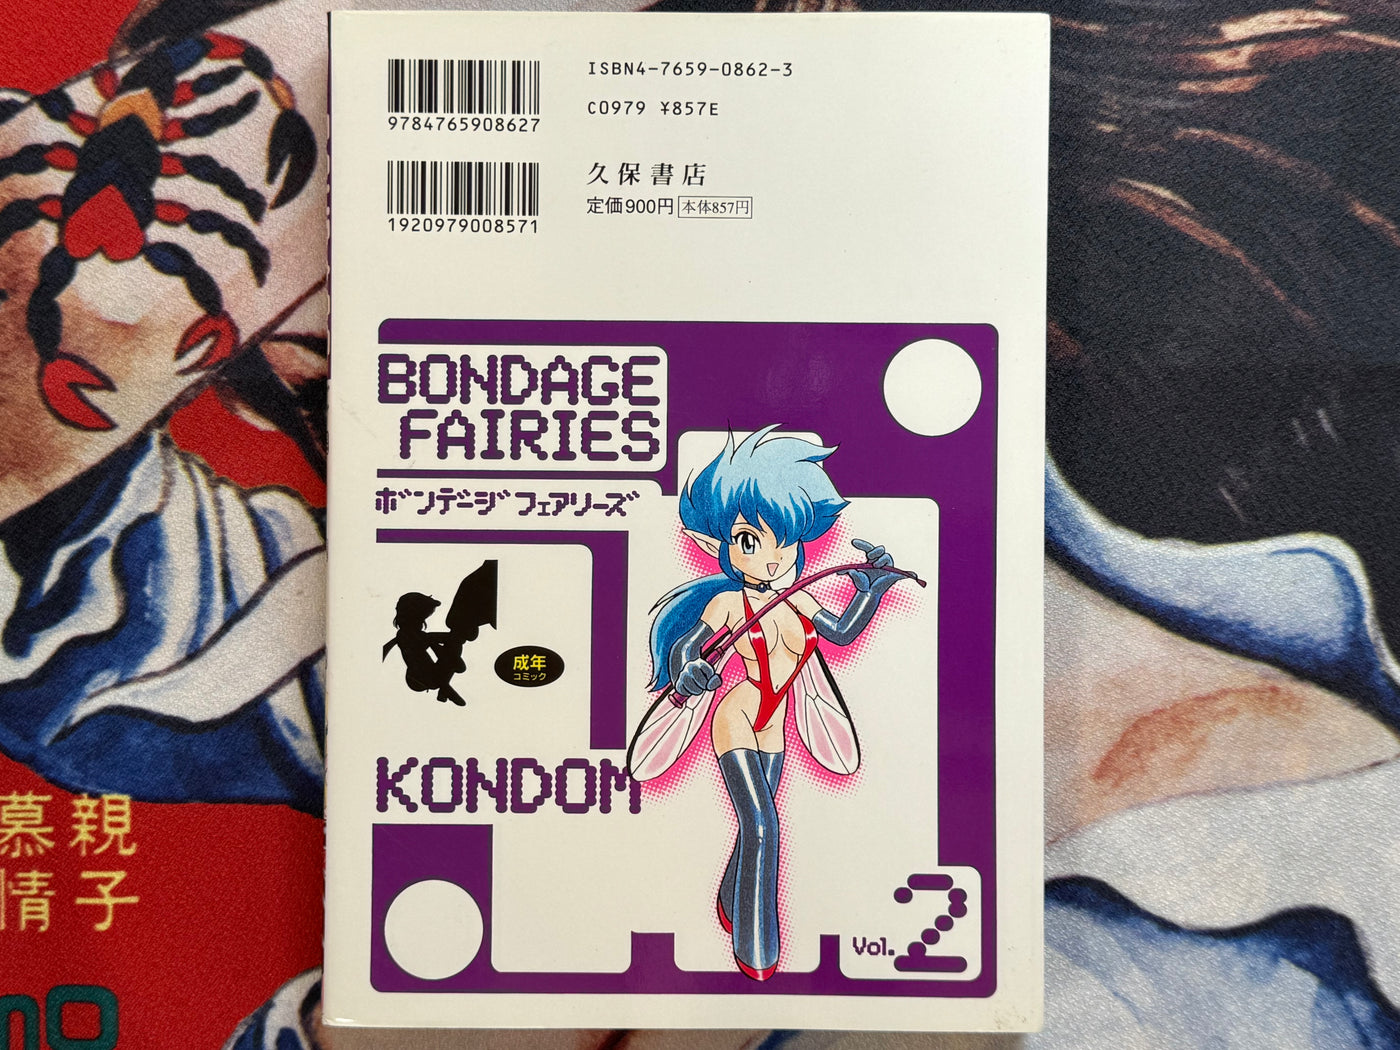 ISBN4-7659-0862-3
C0979 ¥857E
9784765908627
久保書店
定価900円 本体857円
1920979008571
BONDAGE
FAIRIES
ボンデージフェアリーズ
成年
コミック
KONDOM
Vol.2
慕親
情子